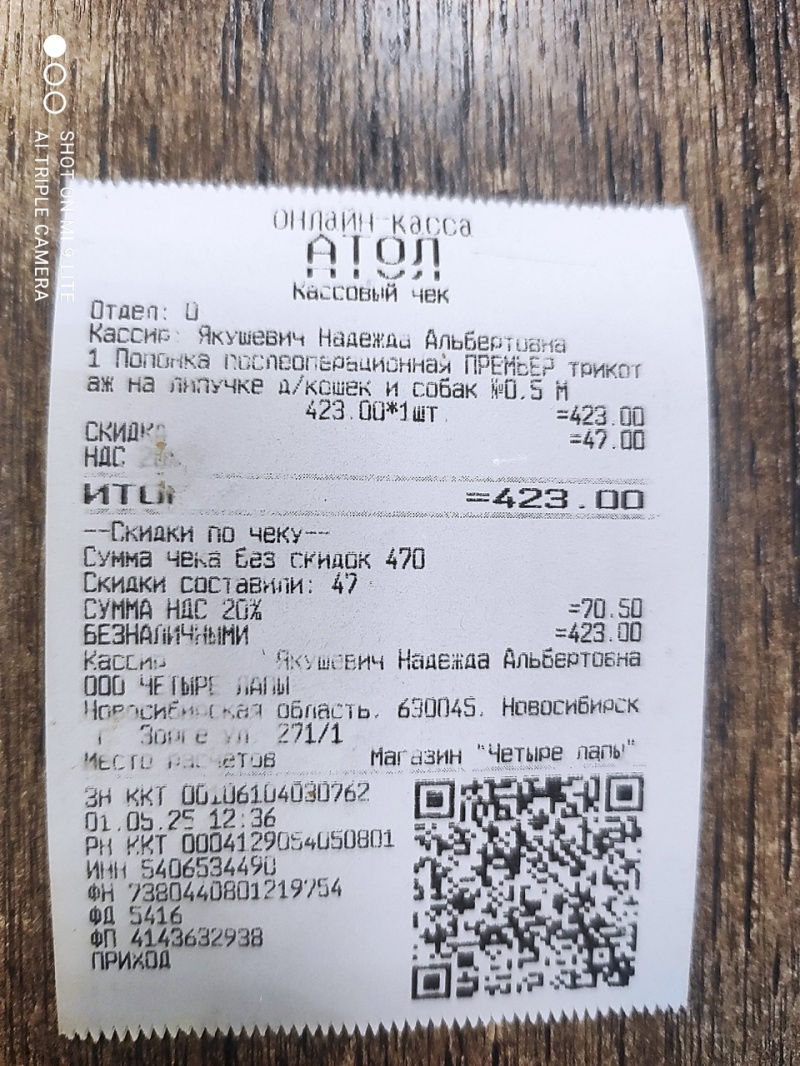 SHOT ON MI 9 LITE
AI TRIPLE CAMERA
ОНЛАЙН-КАССА
АТОЛ
Кассовый чек
Отдел: 0
Кассир: Якушевич Надежда Альбертовна
1 Попонка послеоперационная ПРЕМЬЕР трикот
аж на липучке д/кошек и собак №0,5 М
423.00*1шт. =423.00
СКИДКА =47.00
НДС
ИТОГ =423.00
--Скидки по чеку--
Сумма чека без скидок 470
Скидки составили: 47
СУММА НДС 20% =70.50
БЕЗНАЛИЧНЫМИ =423.00
Кассир Якушевич Надежда Альбертовна
ООО ЧЕТЫРЕ ЛАПЫ
Новосибирская область, 630045, Новосибирск
г, Зорге ул, 271/1
Место расчетов Магазин "Четыре лапы"
ЗН ККТ 00106104030762
01.05.25 12:36
РН ККТ 0004129054050801
ИНН 5406534490
ФН 7380440801219754
ФД 5416
ФП 4143632938
ПРИХОД